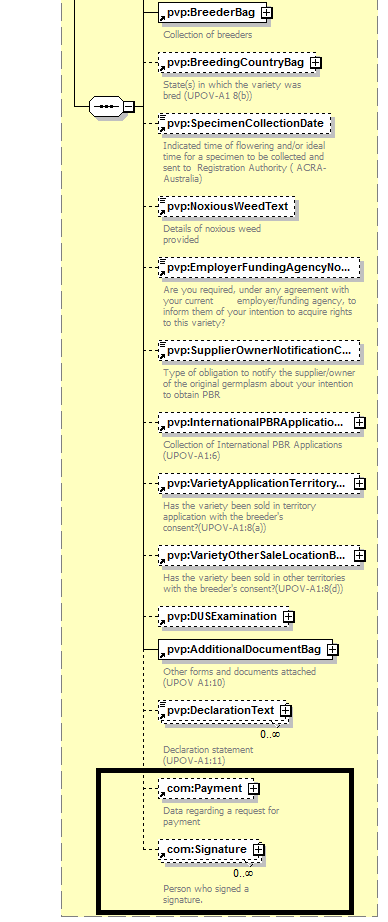 pvp:BreederBag
Collection of breeders
pvp:BreedingCountryBag
State(s) in which the variety was
bred (UPOV-A1 8(b))
pvp:SpecimenCollectionDate
Indicated time of flowering and/or ideal
time for a specimen to be collected and
sent to Registration Authority ( ACRA-
Australia)
pvp:NoxiousWeedText
Details of noxious weed
provided
pvp:EmployerFundingAgencyNo...
Are you required, under any agreement with
your current employer/funding agency, to
inform them of your intention to acquire rights
to this variety?
pvp:SupplierOwnerNotificationC...
Type of obligation to notify the supplier/owner
of the original germplasm about your intention
to obtain PBR
pvp:InternationalPBRApplicatio...
Collection of International PBR Applications
(UPOV-A1:6)
pvp:VarietyApplicationTerritory...
Has the variety been sold in territory
application with the breeder's
consent?(UPOV-A1:8(a))
pvp:VarietyOtherSaleLocationB...
Has the variety been sold in other territories
with the breeder's consent?(UPOV-A1:8(d))
pvp:DUSExamination
pvp:AdditionalDocumentBag
Other forms and documents attached
(UPOV A1:10)
pvp:DeclarationText
0..∞
Declaration statement
(UPOV-A1:11)
com:Payment
Data regarding a request for
payment
com:Signature
0..∞
Person who signed a
signature.